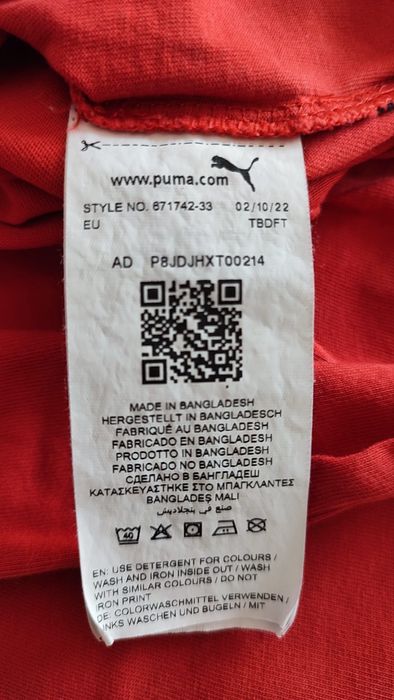 www.puma.com
STYLE NO. 671742-33 02/10/22
EU TBDFT
AD P8JDJHXT00214
MADE IN BANGLADESH
HERGESTELLT IN BANGLADESCH
FABRIQUÉ AU BANGLADESH
FABRICADO EN BANGLADESH
PRODOTTO IN BANGLADESH
FABRICADO NO BANGLADESH
СДЕЛАНО В БАНГЛАДЕШ
ΚΑΤΑΣΚΕΥΑΣΤΗΚΕ ΣΤΟ ΜΠΑΓΚΛΑΝΤΕΣ
BANGLADEŞ MALI
صنع في بنجلاديش
40
EN: USE DETERGENT FOR COLOURS /
WASH AND IRON INSIDE OUT / WASH
WITH SIMILAR COLOURS / DO NOT
IRON PRINT
DE: COLORWASCHMITTEL VERWENDEN /
LINKS WASCHEN UND BUGELN / MIT